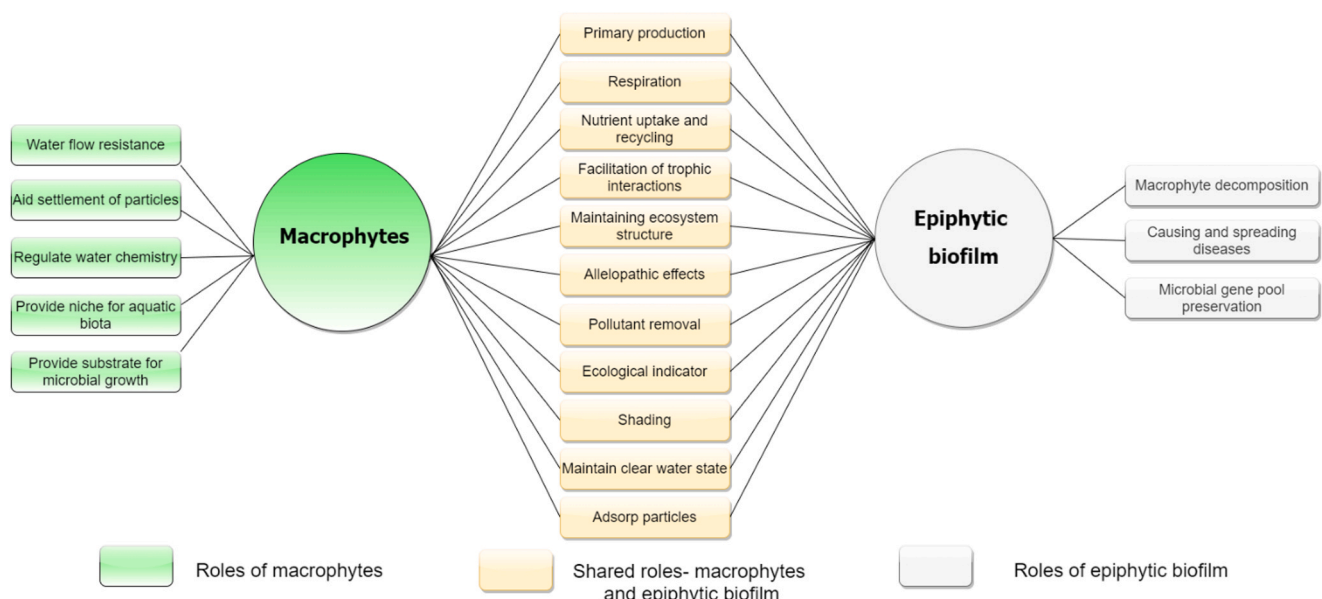 Primary production
Respiration
Nutrient uptake and
recycling
Facilitation of trophic
interactions
Maintaining ecosystem
structure
Allelopathic effects
Pollutant removal
Ecological indicator
Shading
Maintain clear water state
Adsorp particles
Water flow resistance
Aid settlement of particles
Regulate water chemistry
Provide niche for aquatic
biota
Provide substrate for
microbial growth
Macrophytes
Epiphytic
biofilm
Macrophyte decomposition
Causing and spreading
diseases
Microbial gene pool
preservation
Roles of macrophytes
Shared roles- macrophytes
and epiphytic biofilm
Roles of epiphytic biofilm